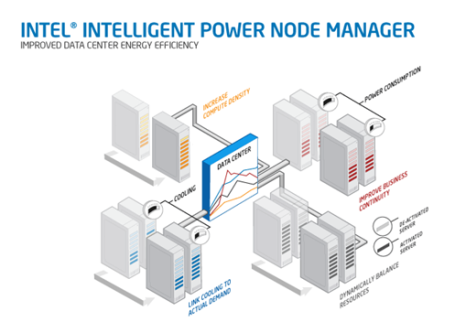 INTEL® INTELLIGENT POWER NODE MANAGER
IMPROVED DATA CENTER ENERGY EFFICIENCY
INCREASE
COMPUTE DENSITY
POWER CONSUMPTION
DATA CENTER
COOLING
IMPROVE BUSINESS
CONTINUITY
DE-ACTIVATED
SERVER
ACTIVATED
SERVER
LINK COOLING TO
ACTUAL DEMAND
DYNAMICALLY BALANCE
RESOURCES